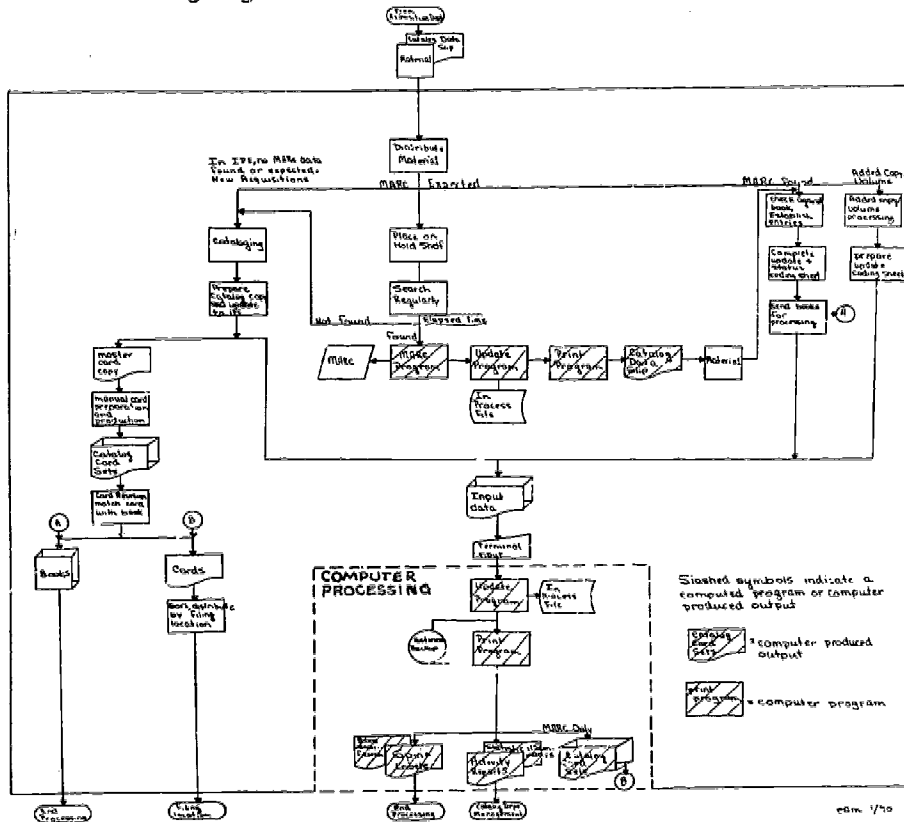 From
Catalog Data
Slip
Material
Distribute
Material
In IPF, no MARC data
found or expected.
New Acquisitions
MARC Expected
MARC Found
Added Copy
Volume
Cataloging
Place on
Hold Shelf
Check against
book,
Establish
entries
Added copy/
volume
processing
Prepare
Catalog copy
and update
to IPF
Search
Regularly
Complete
update +
status
coding sheet
prepare
update
coding sheet
Not Found
Elapsed Time
Found
Send books
for
processing
A
master
card
copy
MARC
MARC
Program
Update
Program
Print
Program
Catalog
Data
Slip
Material
In
Process
File
manual card
preparation
and
production
Catalog
Card
Sets
Card Reunion
match card
with book
Input
data
Terminal
Input
A
B
Books
Cards
Sort, distribute
by filing
location
COMPUTER
PROCESSING
Update
Program
In
Process
File
Backup
Print
Program
MARC Only
Spine
Labels
Activity
Reports
Catalog
Card
Sets
B
End
Processing
Filing
Location
End
Processing
Catalog Dept
Management
Slashed symbols indicate a
computed program or computer
produced output
Catalog
Card
Sets
= computer produced
output
print
program
= computer program
1/70